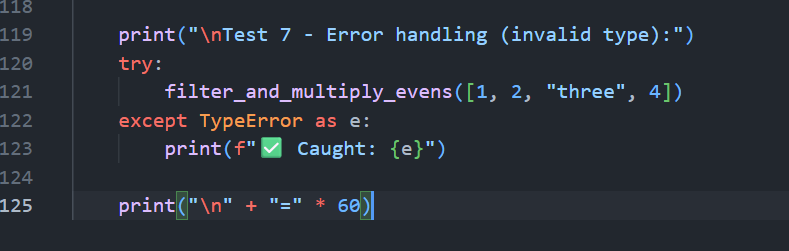 118
119 print("\nTest 7 - Error handling (invalid type):")
120 try:
121 filter_and_multiply_evens([1, 2, "three", 4])
122 except TypeError as e:
123 print(f"✅ Caught: {e}")
124
125 print("\n" + "=" * 60)